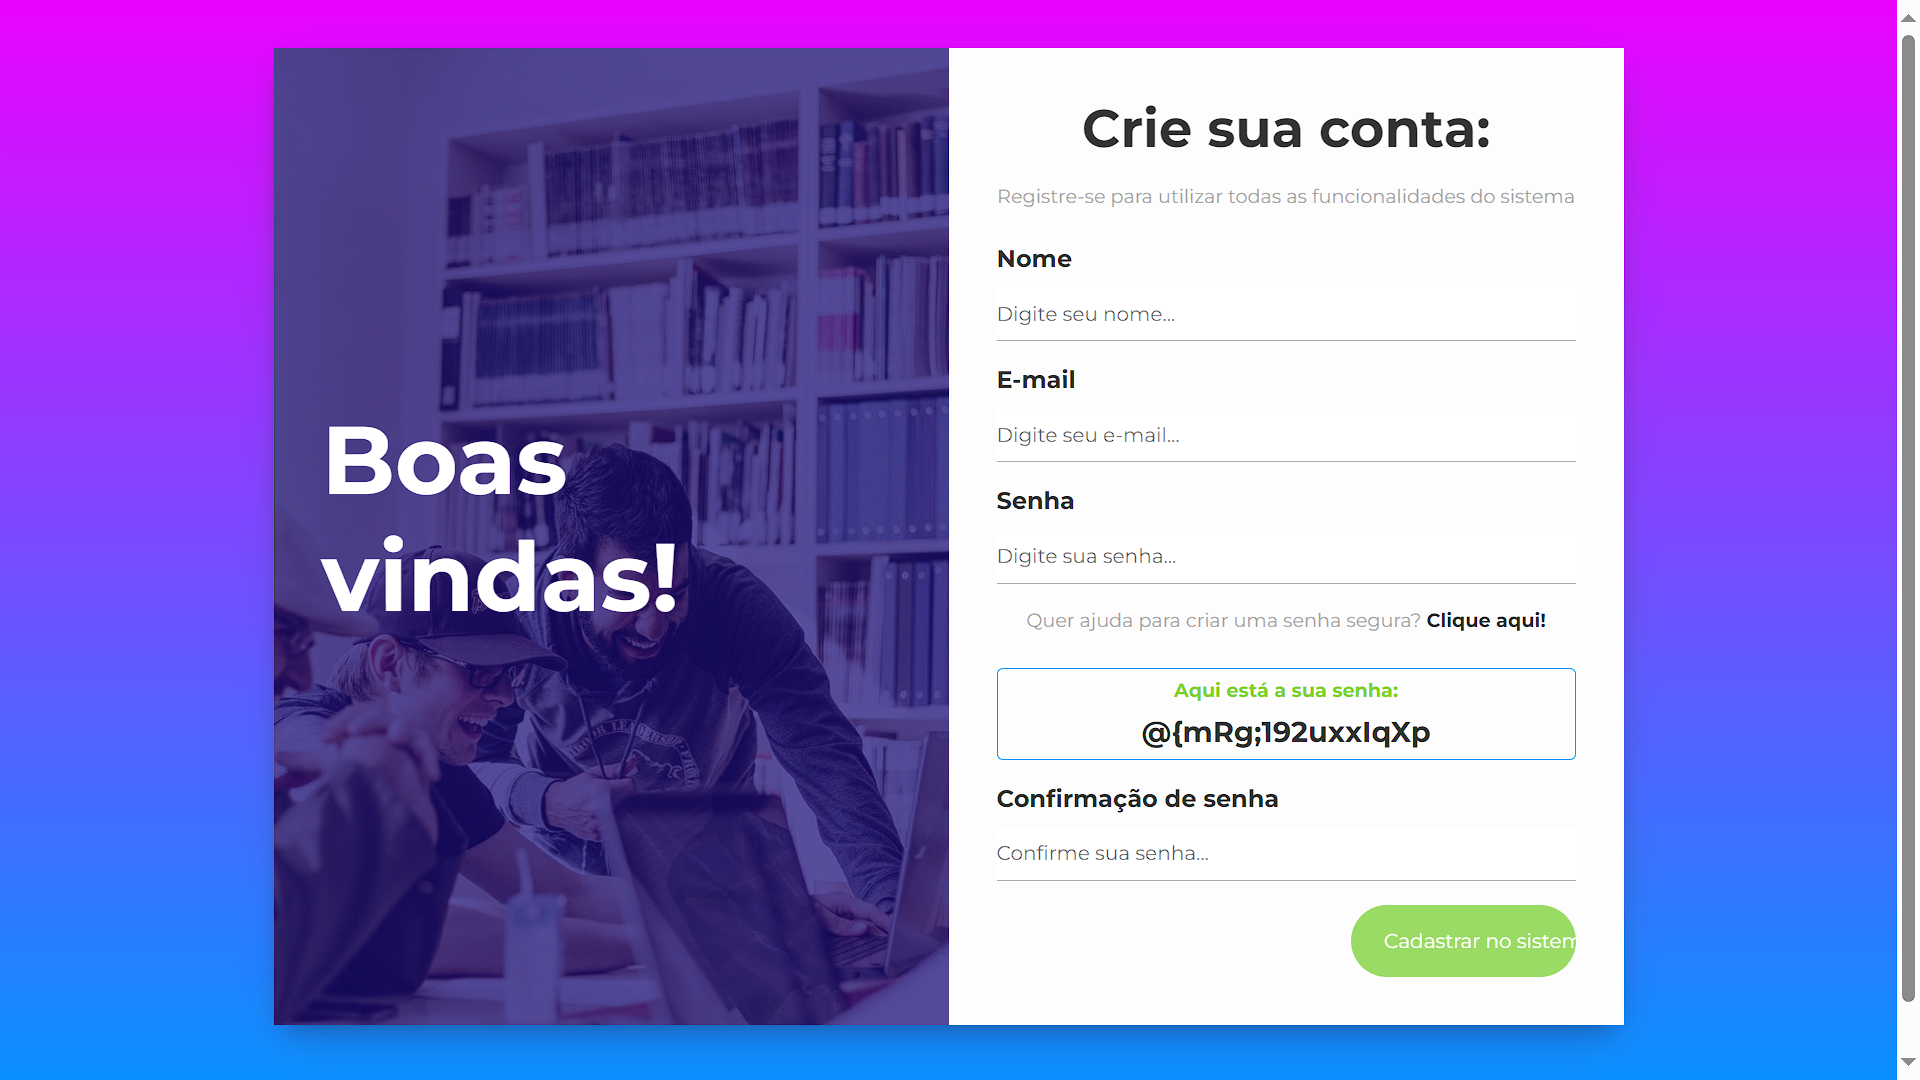 Boas
vindas!
Crie sua conta:
Registre-se para utilizar todas as funcionalidades do sistema
Nome
Digite seu nome...
E-mail
Digite seu e-mail...
Senha
Digite sua senha...
Quer ajuda para criar uma senha segura? Clique aqui!
Aqui está a sua senha:
@{mRg;192uxxIqXp
Confirmação de senha
Confirme sua senha...
Cadastrar no sistem